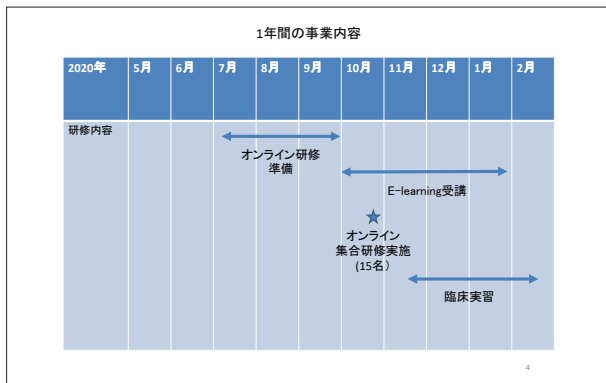 1年間の事業内容
2020年 5月 6月 7月 8月 9月 10月 11月 12月 1月 2月
研修内容
オンライン研修
準備
E-learning受講
オンライン
集合研修実施
(15名)
臨床実習
4